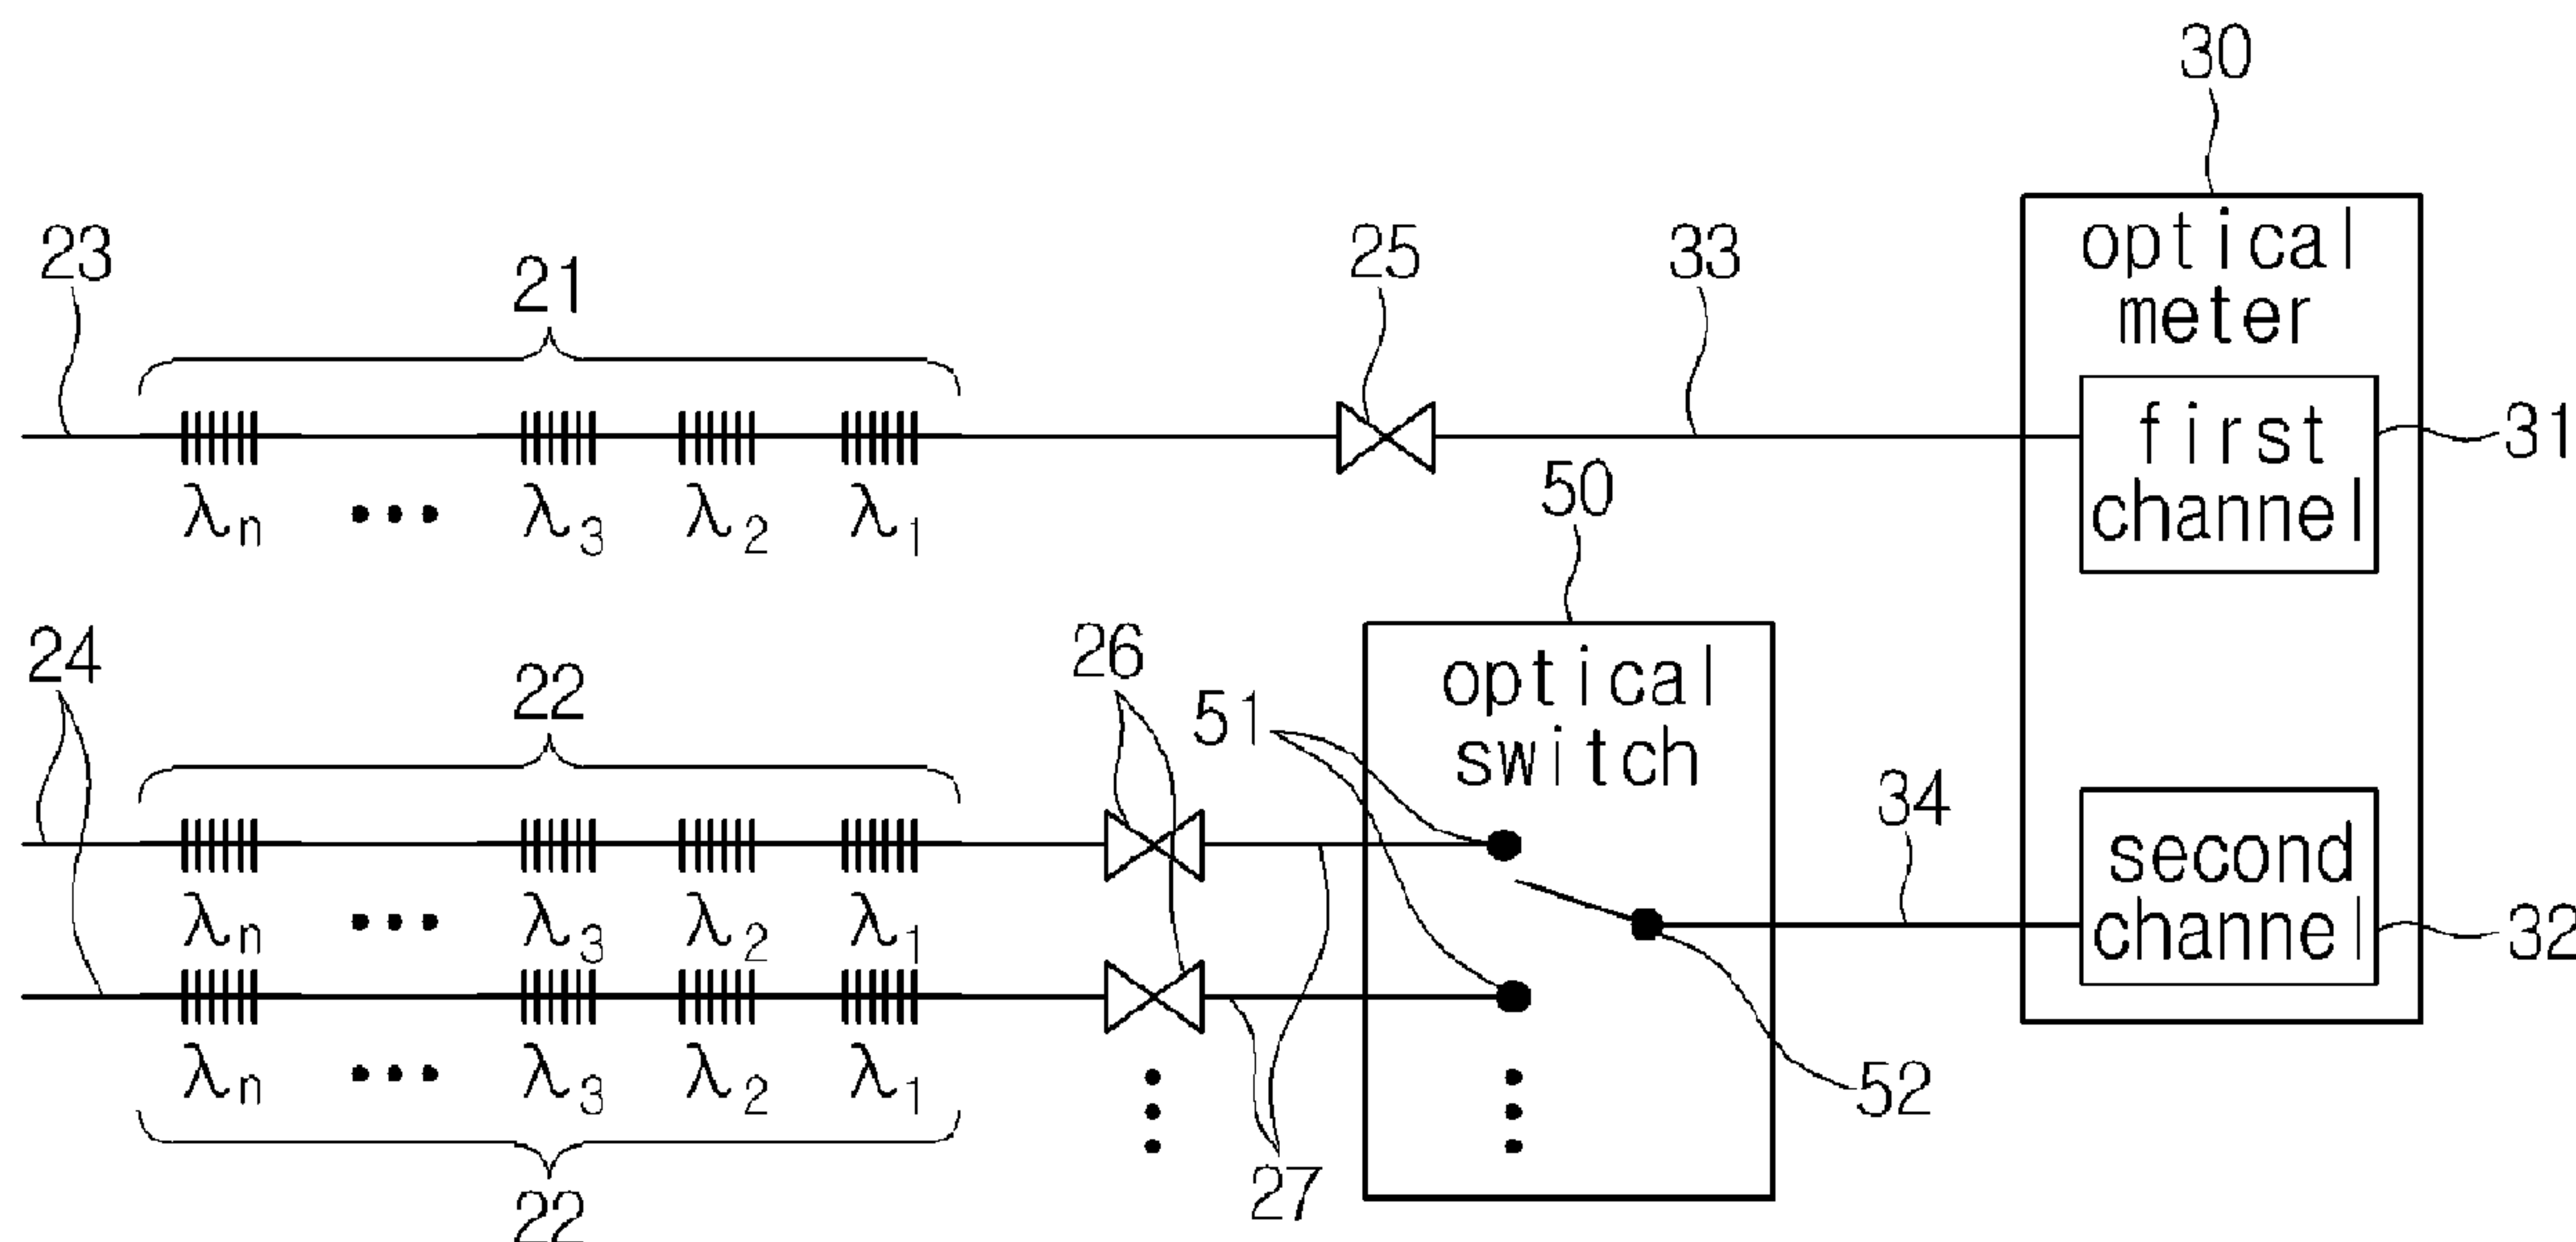 30
23
21
25
33
optical
meter
first
channel
31
λn ••• λ3 λ2 λ1
50
24
22
26
51
optical
switch
34
second
channel
32
λn ••• λ3 λ2 λ1
λn ••• λ3 λ2 λ1
52
27
22